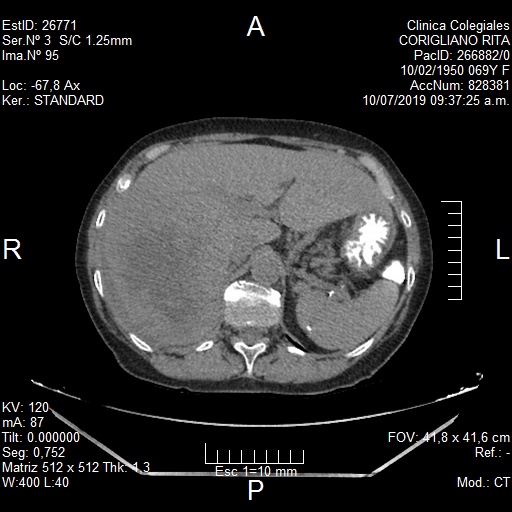 EstID: 26771
Ser.Nº 3 S/C 1.25mm
Ima.Nº 95
Loc: -67,8 Ax
Ker.: STANDARD
A
Clinica Colegiales
CORIGLIANO RITA
PacID: 266882/0
10/02/1950 069Y F
AccNum: 828381
10/07/2019 09:37:25 a.m.
R
L
KV: 120
mA: 87
Tilt: 0.000000
Seg: 0,752
Matriz 512 x 512 Thk: 1.3
W:400 L:40
Esc 1=10 mm
P
FOV: 41,8 x 41,6 cm
Ref.: -
Mod.: CT